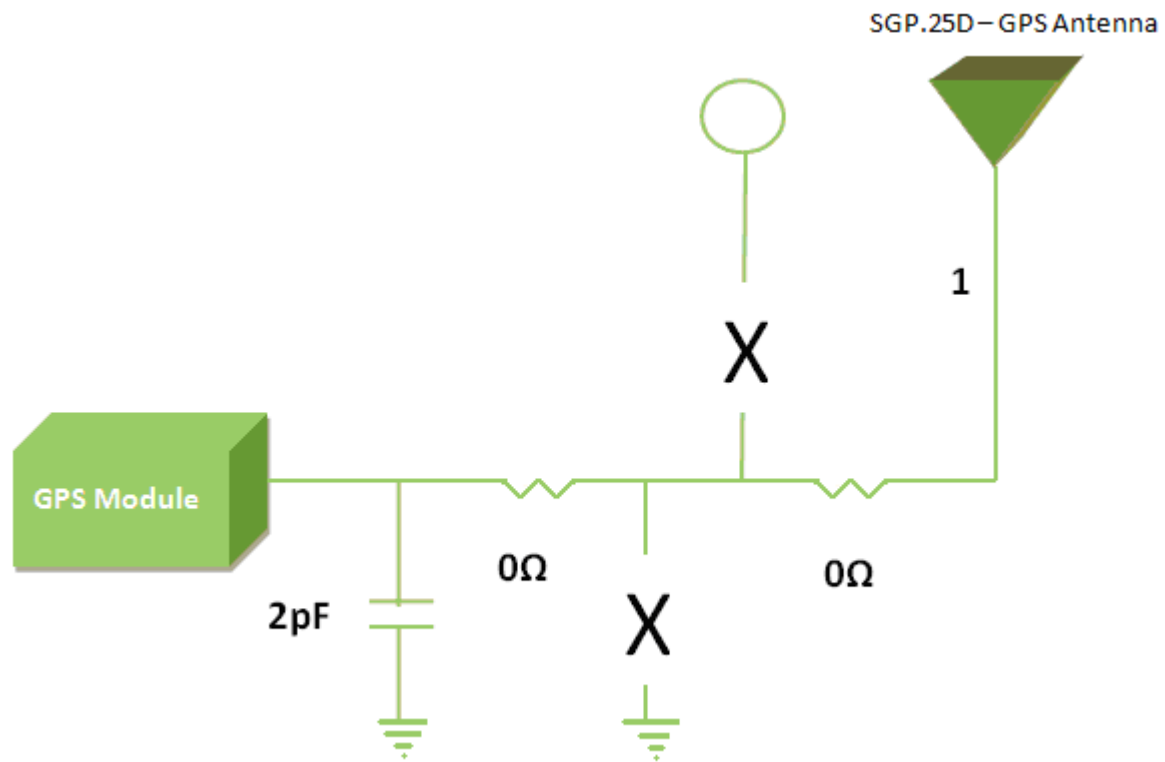 SGP.25D – GPS Antenna
1
X
GPS Module
0Ω
0Ω
2pF
X